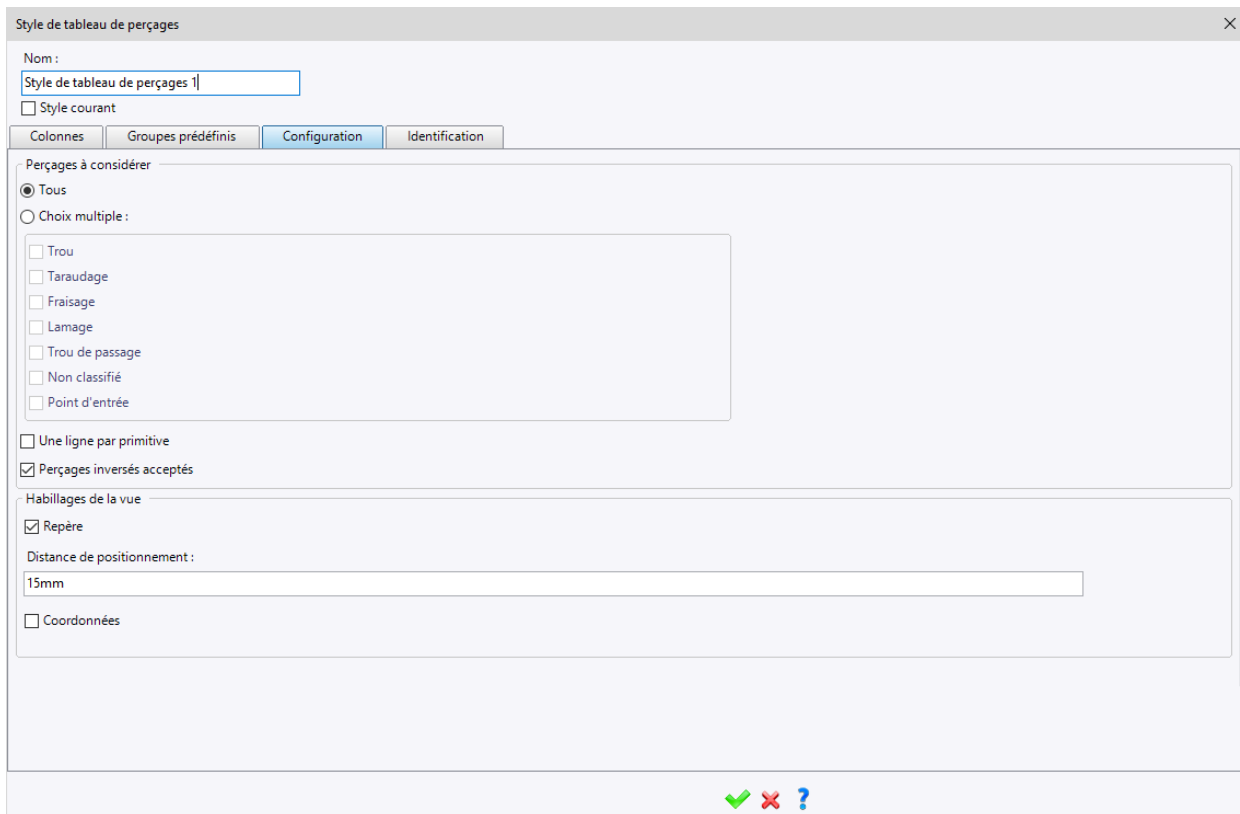 Style de tableau de perçages
Nom :
Style de tableau de perçages 1
Style courant
Colonnes Groupes prédéfinis Configuration Identification
Perçages à considérer
Tous
Choix multiple :
Trou
Taraudage
Fraisage
Lamage
Trou de passage
Non classifié
Point d'entrée
Une ligne par primitive
Perçages inversés acceptés
Habillages de la vue
Repère
Distance de positionnement :
15mm
Coordonnées